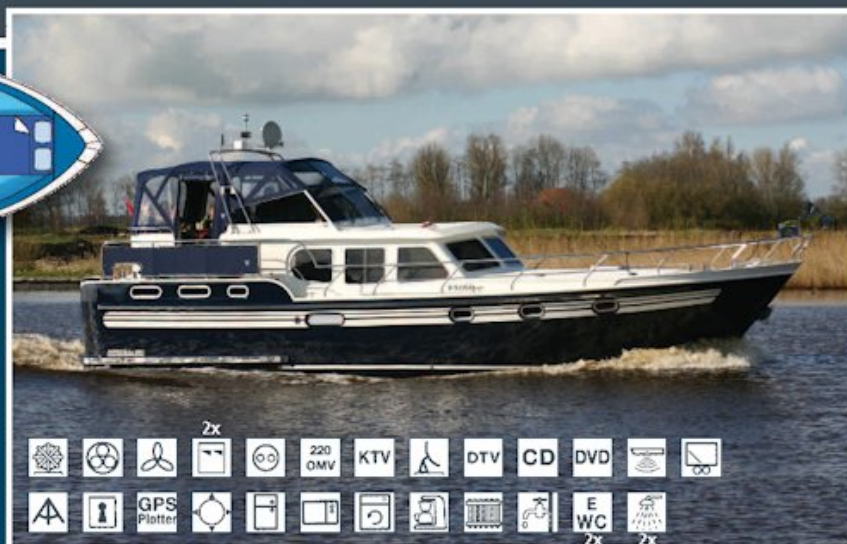 2x
220
OMV
KTV
DTV
CD
DVD
GPS
Plotter
E
WC
2x
2x